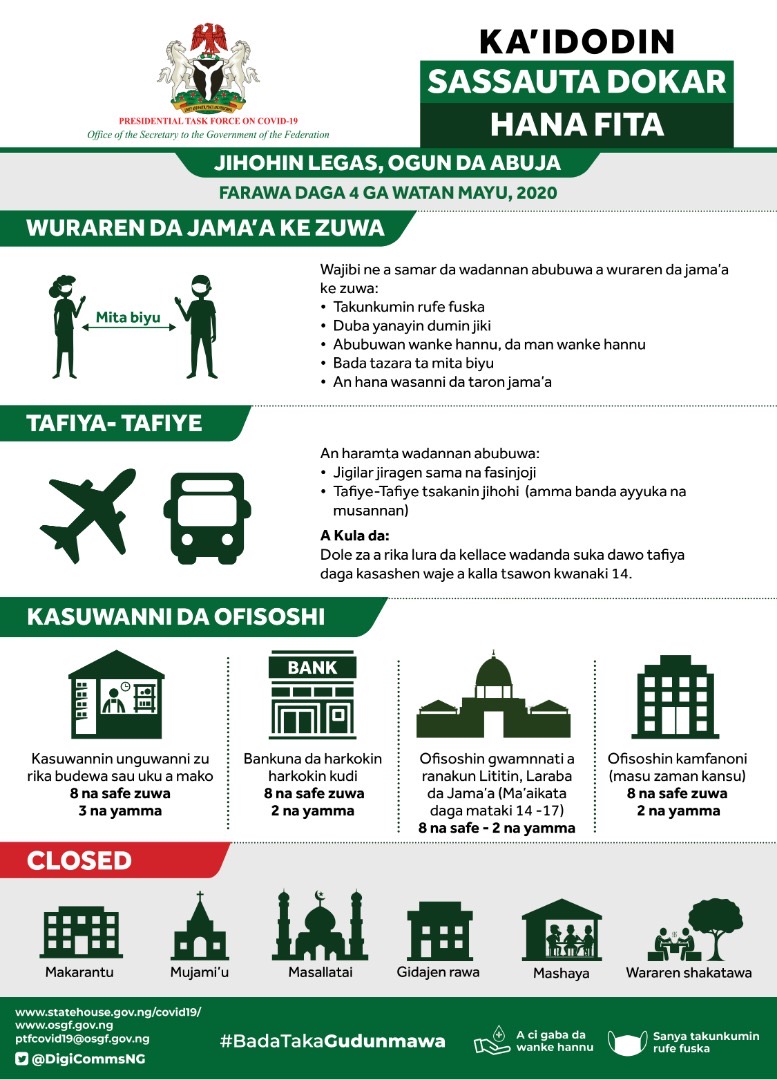 PRESIDENTIAL TASK FORCE ON COVID-19
Office of the Secretary to the Government of the Federation
KA'IDODIN
SASSAUTA DOKAR
HANA FITA
JIHOHIN LEGAS, OGUN DA ABUJA
FARAWA DAGA 4 GA WATAN MAYU, 2020
WURAREN DA JAMA'A KE ZUWA
Mita biyu
Wajibi ne a samar da wadannan abubuwa a wuraren da jama'a
ke zuwa:
• Takunkumin rufe fuska
• Duba yanayin dumin jiki
• Abubuwan wanke hannu, da man wanke hannu
• Bada tazara ta mita biyu
• An hana wasanni da taron jama'a
TAFIYA- TAFIYE
An haramta wadannan abubuwa:
• Jigilar jiragen sama na fasinjoji
• Tafiye-Tafiye tsakanin jihohi (amma banda ayyuka na
musannan)
A Kula da:
Dole za a rika lura da kellace wadanda suka dawo tafiya
daga kasashen waje a kalla tsawon kwanaki 14.
KASUWANNI DA OFISOSHI
Kasuwannin unguwanni zu
rika budewa sau uku a mako
8 na safe zuwa
3 na yamma
BANK
Bankuna da harkokin
harkokin kudi
8 na safe zuwa
2 na yamma
Ofisoshin gwamnnati a
ranakun Lititin, Laraba
da Jama'a (Ma'aikata
daga mataki 14 -17)
8 na safe - 2 na yamma
Ofisoshin kamfanoni
(masu zaman kansu)
8 na safe zuwa
2 na yamma
CLOSED
Makarantu
Mujami'u
Masallatai
Gidajen rawa
Mashaya
Wararen shakatawa
www.statehouse.gov.ng/covid19/
www.osgf.gov.ng
ptfcovid19@osgf.gov.ng
@DigiCommsNG
#BadaTakaGudunmawa
A ci gaba da
wanke hannu
Sanya takunkumin
rufe fuska